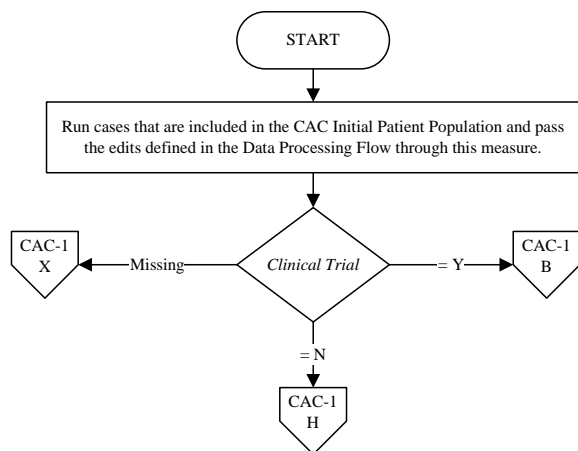 START
Run cases that are included in the CAC Initial Patient Population and pass
the edits defined in the Data Processing Flow through this measure.
CAC-1
X
Missing
Clinical Trial
= Y
CAC-1
B
= N
CAC-1
H